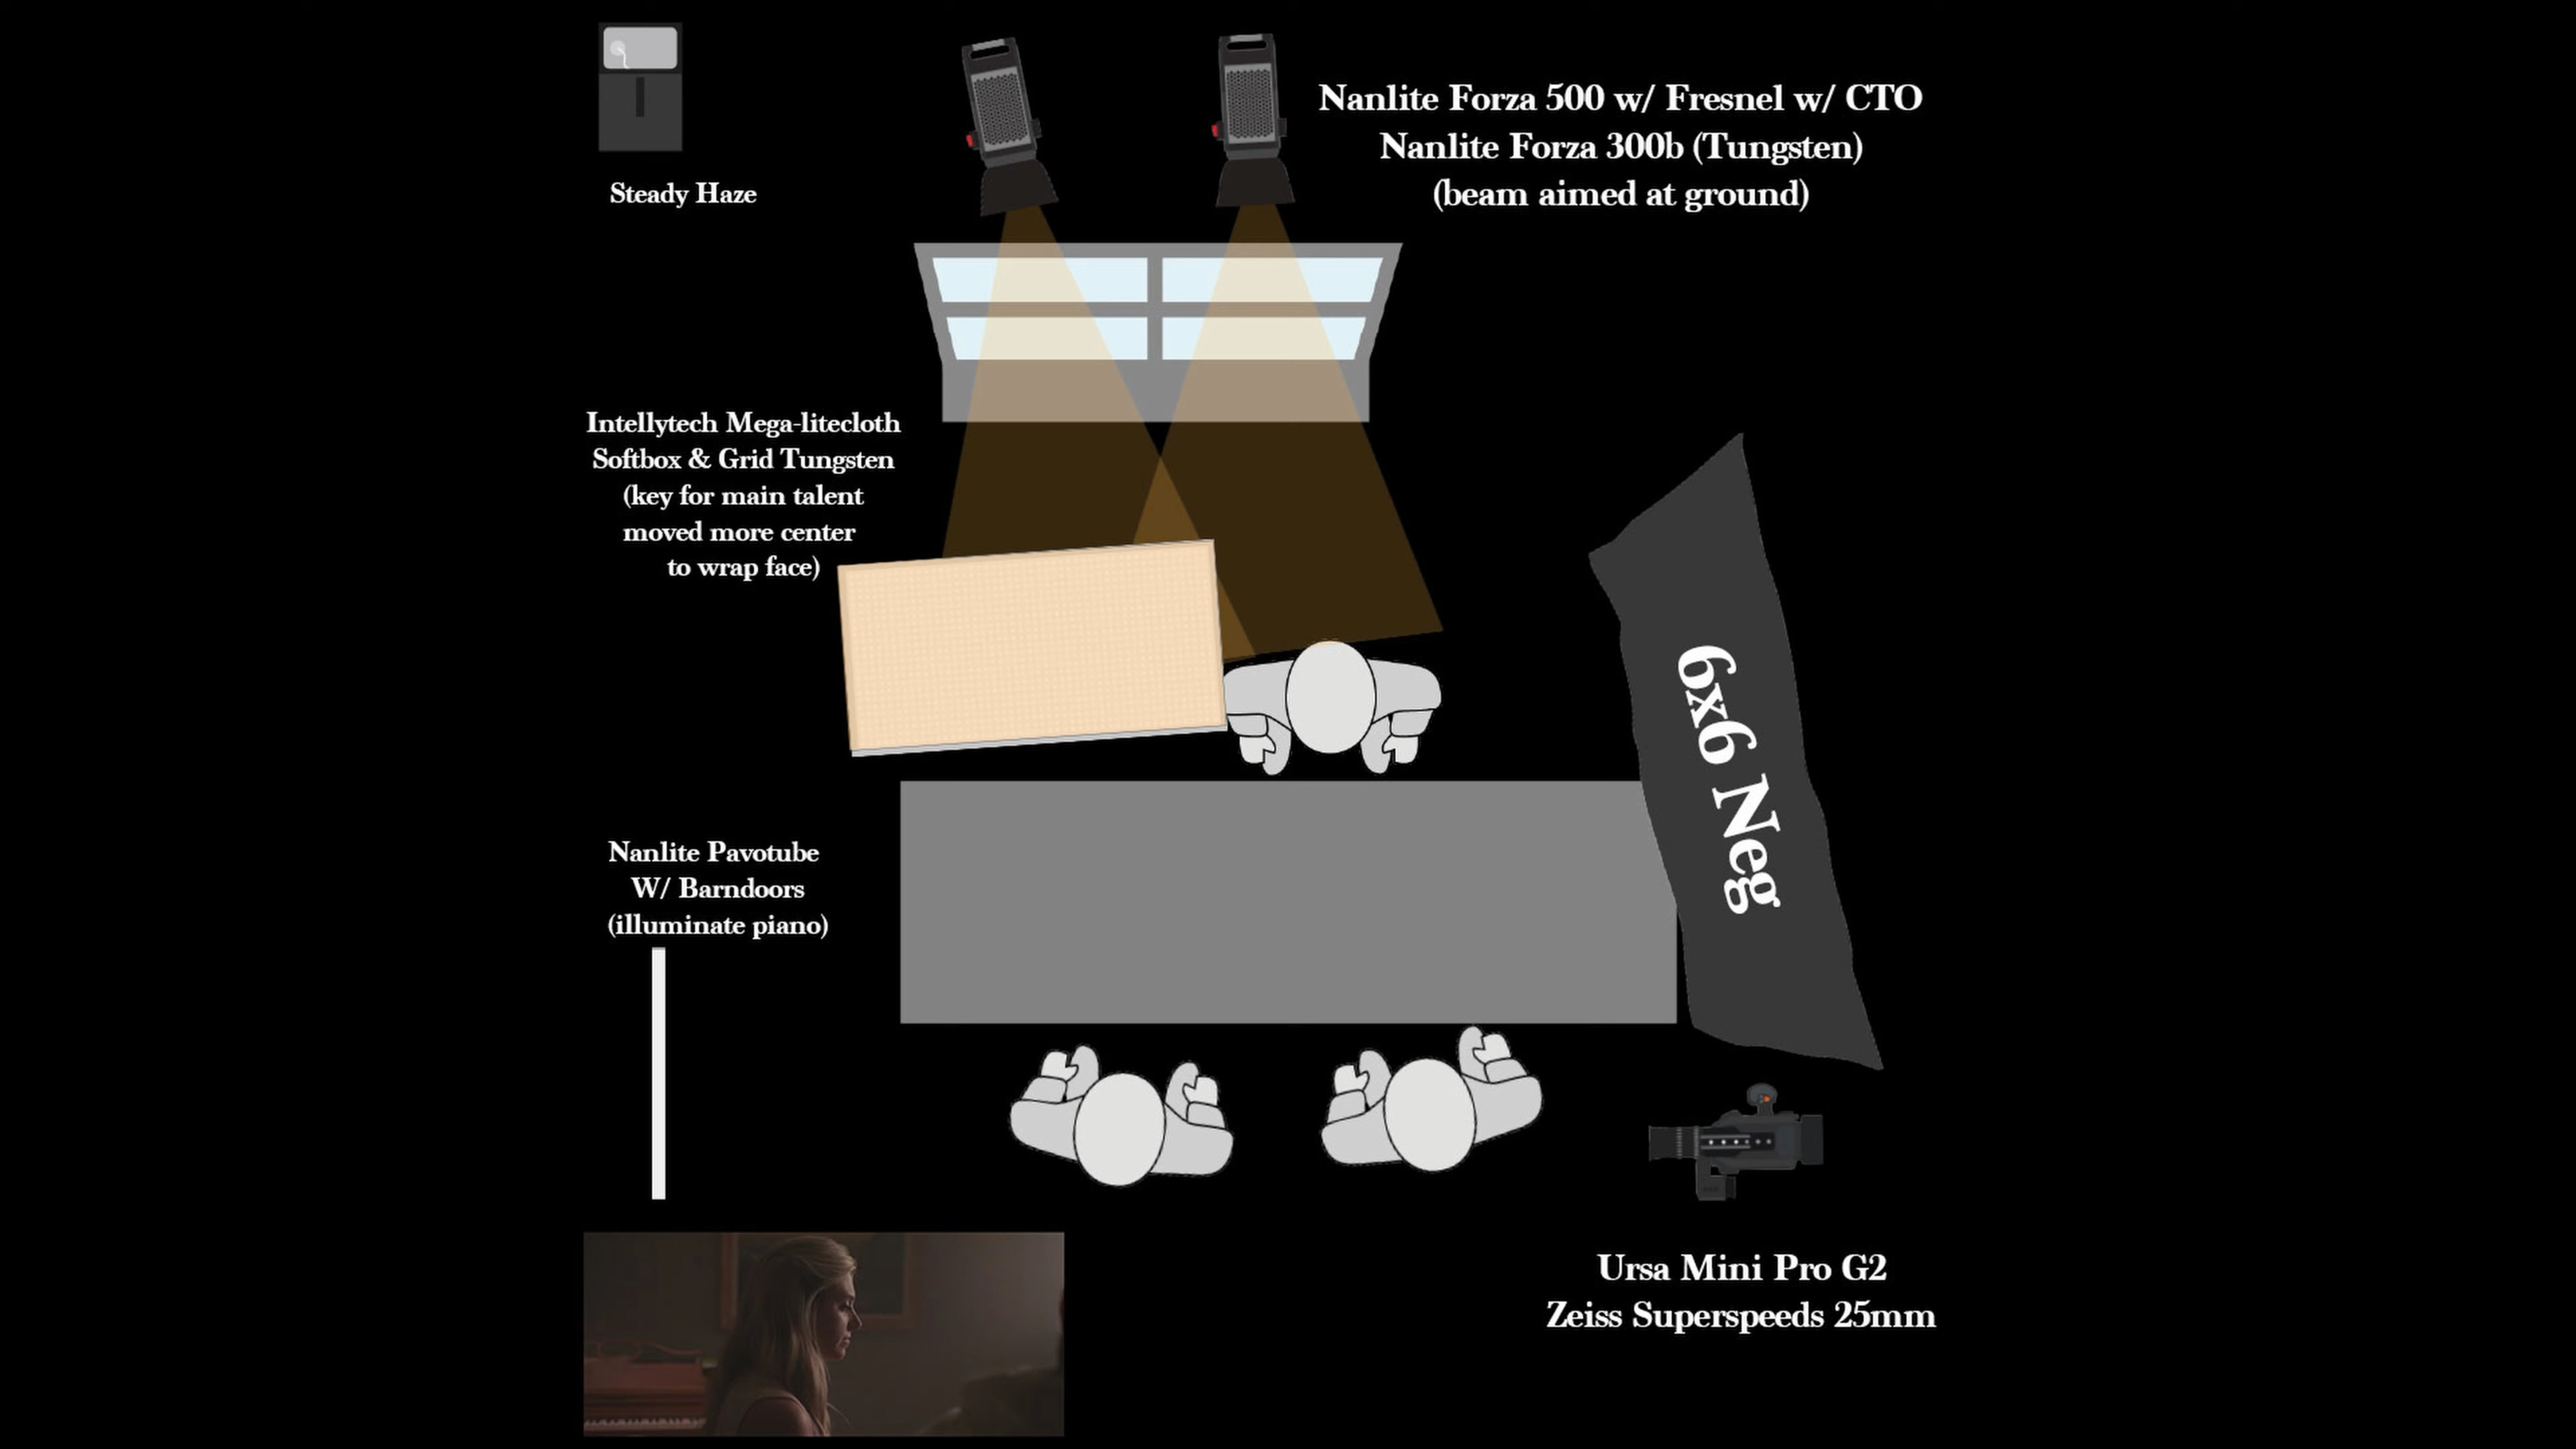 Nanlite Forza 500 w/ Fresnel w/ CTO
Nanlite Forza 300b (Tungsten)
(beam aimed at ground)
Steady Haze
Intellytech Mega-litecloth
Softbox & Grid Tungsten
(key for main talent
moved more center
to wrap face)
6x6 Neg
Nanlite Pavotube
W/ Barndoors
(illuminate piano)
Ursa Mini Pro G2
Zeiss Superspeeds 25mm